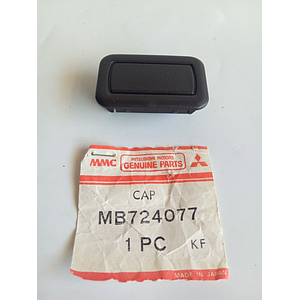 MMC
MITSUBISHI MOTORS
GENUINE PARTS
CAP
MB724077
1 PC KF
MADE IN JAPAN